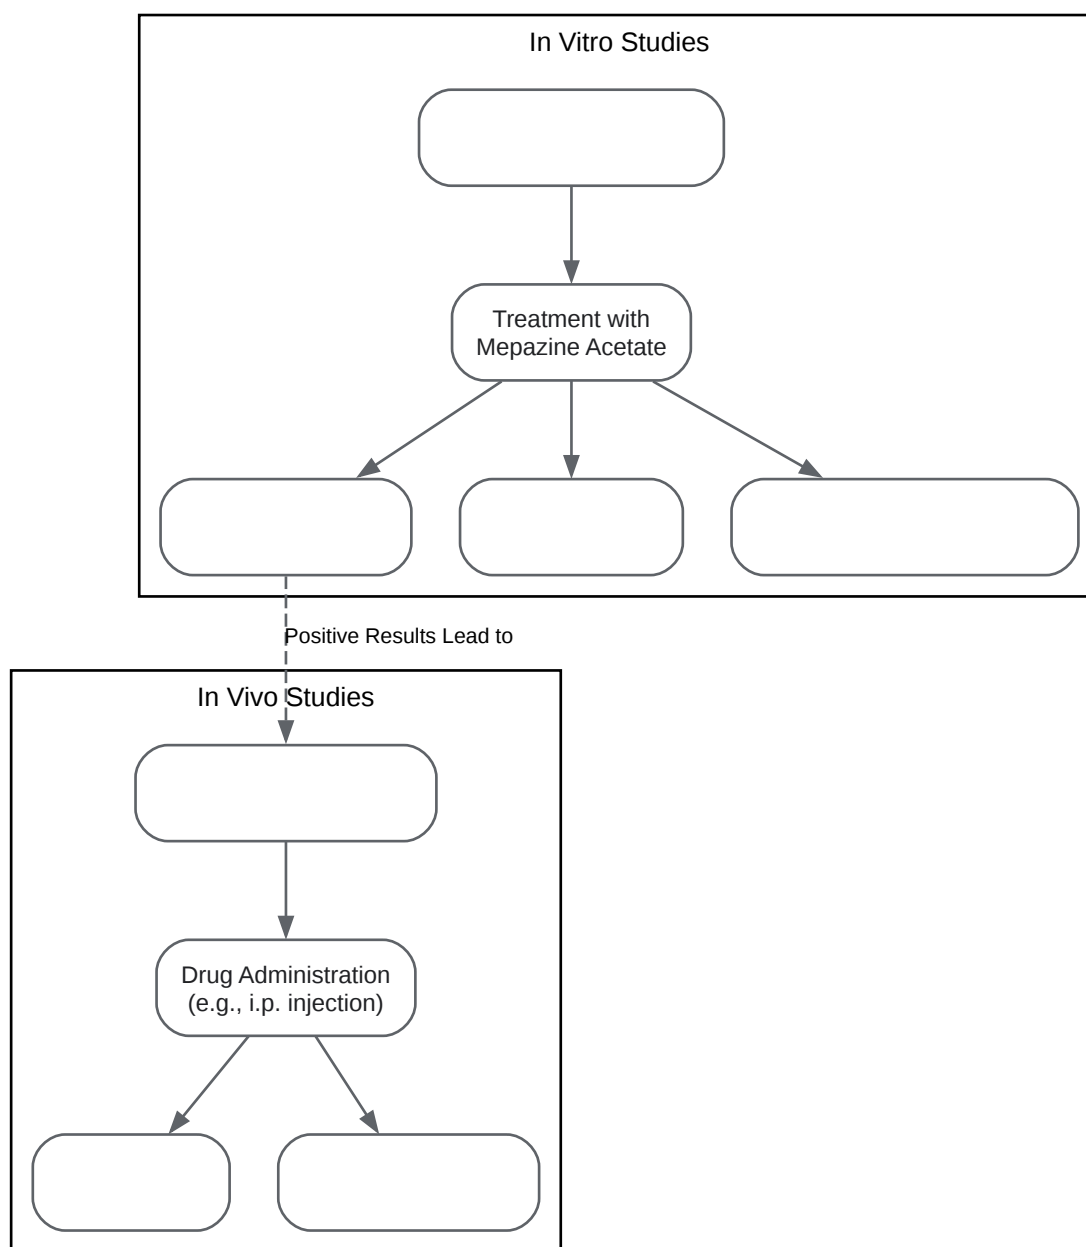 In Vitro Studies
Treatment with
Mepazine Acetate
Positive Results Lead to
In Vivo Studies
Drug Administration
(e.g., i.p. injection)